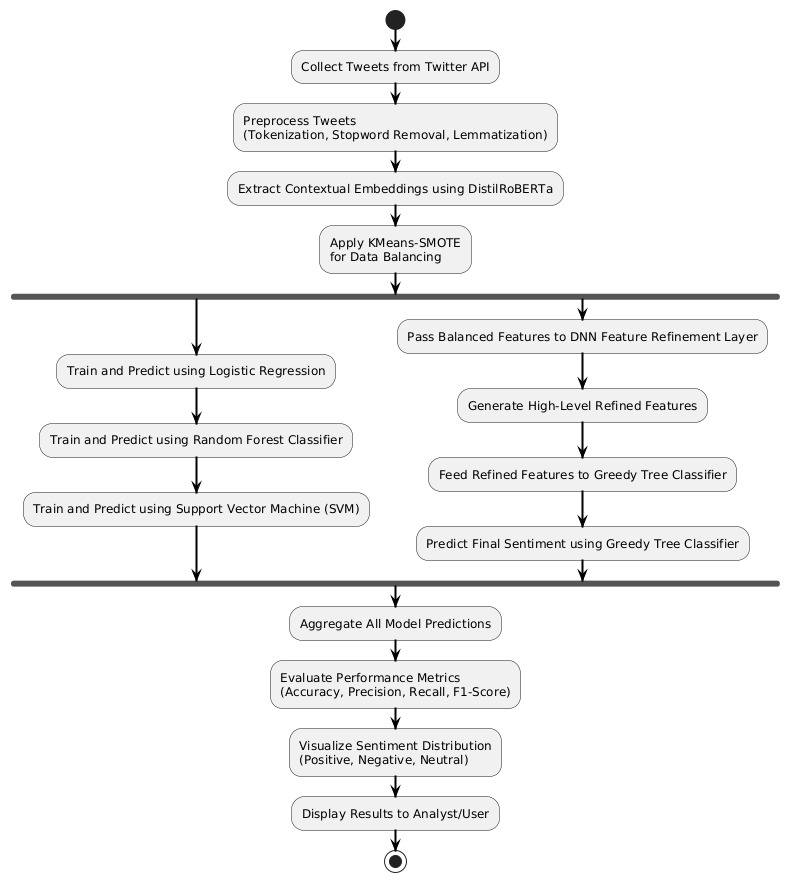 Collect Tweets from Twitter API
Preprocess Tweets
(Tokenization, Stopword Removal, Lemmatization)
Extract Contextual Embeddings using DistilRoBERTa
Apply KMeans-SMOTE
for Data Balancing
Train and Predict using Logistic Regression
Train and Predict using Random Forest Classifier
Train and Predict using Support Vector Machine (SVM)
Pass Balanced Features to DNN Feature Refinement Layer
Generate High-Level Refined Features
Feed Refined Features to Greedy Tree Classifier
Predict Final Sentiment using Greedy Tree Classifier
Aggregate All Model Predictions
Evaluate Performance Metrics
(Accuracy, Precision, Recall, F1-Score)
Visualize Sentiment Distribution
(Positive, Negative, Neutral)
Display Results to Analyst/User